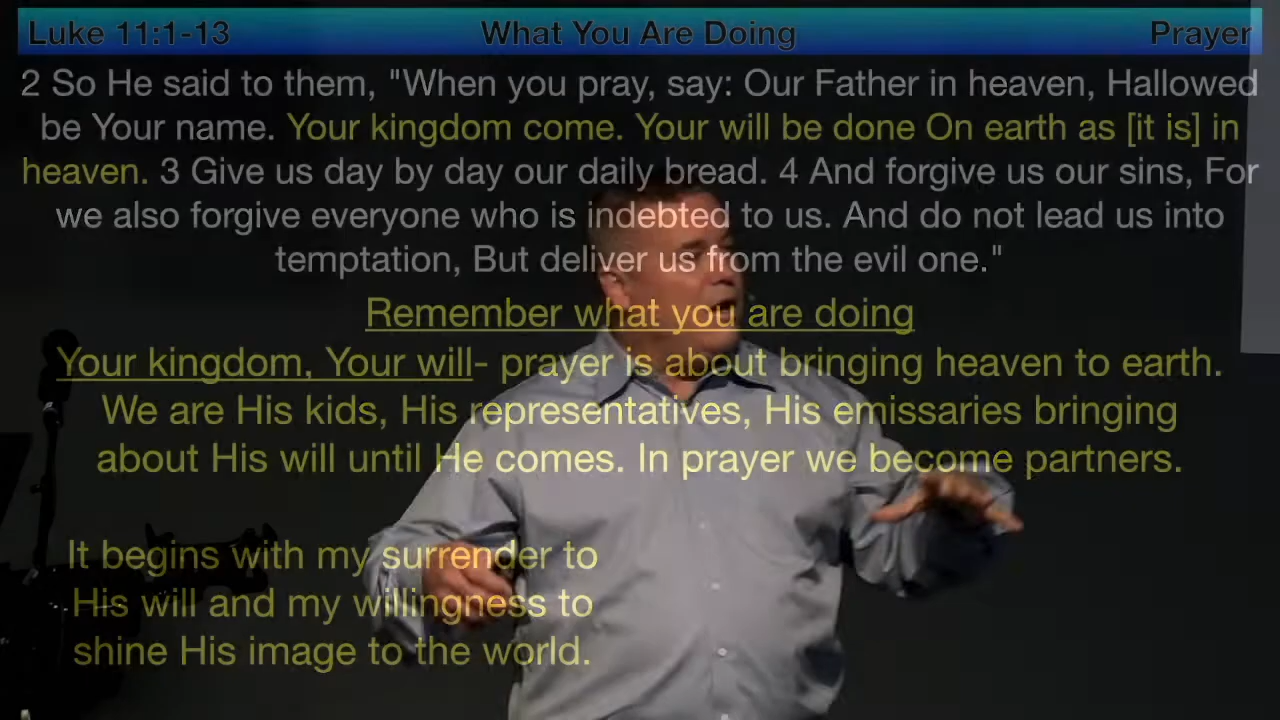 Luke 11:1-13 What You Are Doing Prayer
2 So He said to them, "When you pray, say: Our Father in heaven, Hallowed
be Your name. Your kingdom come. Your will be done On earth as [it is] in
heaven. 3 Give us day by day our daily bread. 4 And forgive us our sins, For
we also forgive everyone who is indebted to us. And do not lead us into
temptation, But deliver us from the evil one."
Remember what you are doing
Your kingdom, Your will- prayer is about bringing heaven to earth.
We are His kids, His representatives, His emissaries bringing
about His will until He comes. In prayer we become partners.
It begins with my surrender to
His will and my willingness to
shine His image to the world.